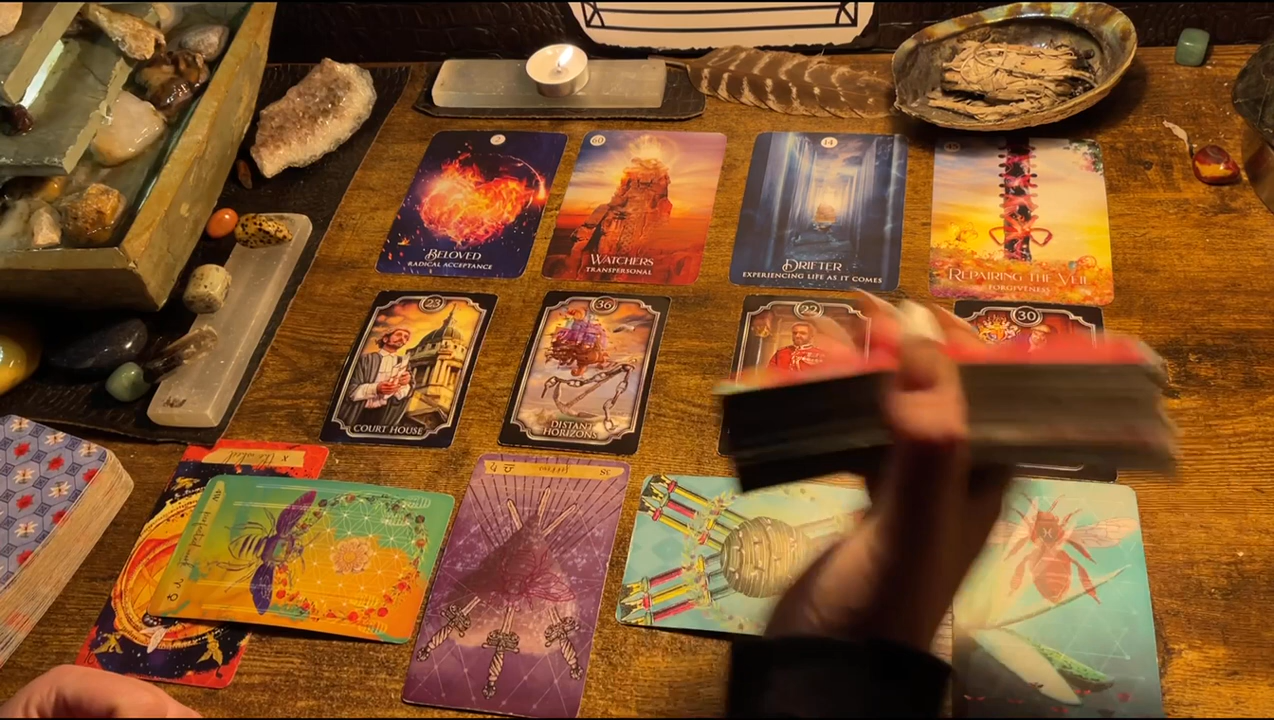 2
BELOVED
RADICAL ACCEPTANCE
60
WATCHERS
TRANSPERSONAL
14
DRIFTER
EXPERIENCING LIFE AS IT COMES
REPAIRING THE VEIL
FORGIVENESS
23
COURT HOUSE
36
DISTANT
HORIZONS
22
30